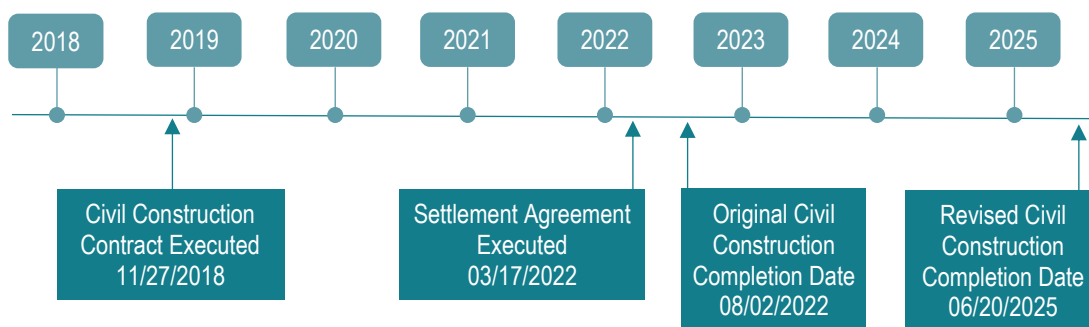 2018
2019
2020
2021
2022
2023
2024
2025
Civil Construction
Contract Executed
11/27/2018
Settlement Agreement
Executed
03/17/2022
Original Civil
Construction
Completion Date
08/02/2022
Revised Civil
Construction
Completion Date
06/20/2025